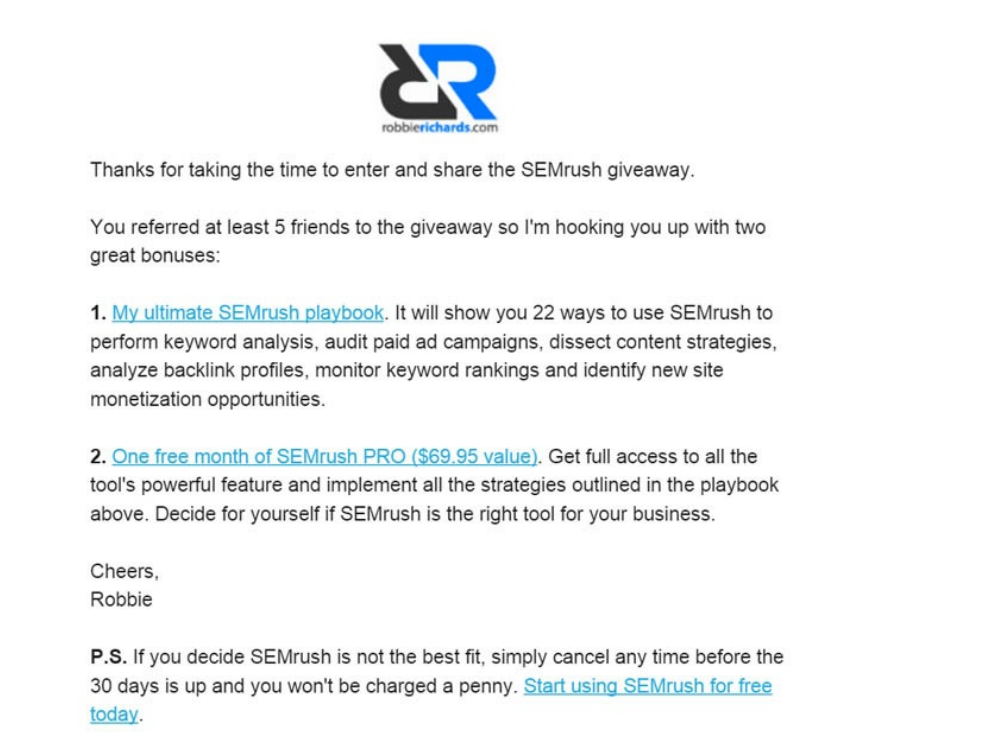 robbierichards.com
Thanks for taking the time to enter and share the SEMrush giveaway.
You referred at least 5 friends to the giveaway so I'm hooking you up with two
great bonuses:
1. My ultimate SEMrush playbook. It will show you 22 ways to use SEMrush to
perform keyword analysis, audit paid ad campaigns, dissect content strategies,
analyze backlink profiles, monitor keyword rankings and identify new site
monetization opportunities.
2. One free month of SEMrush PRO ($69.95 value). Get full access to all the
tool's powerful feature and implement all the strategies outlined in the playbook
above. Decide for yourself if SEMrush is the right tool for your business.
Cheers,
Robbie
P.S. If you decide SEMrush is not the best fit, simply cancel any time before the
30 days is up and you won't be charged a penny. Start using SEMrush for free
today.